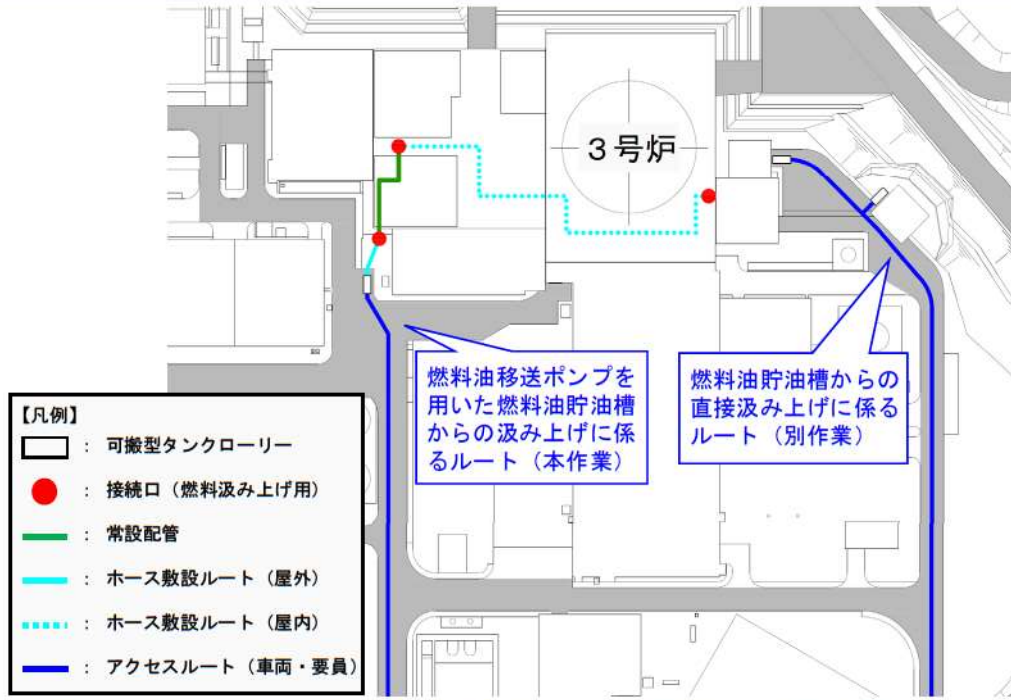 3号炉
燃料油移送ポンプを
用いた燃料油貯油槽
からの汲み上げに係
るルート（本作業）
燃料油貯油槽からの
直接汲み上げに係る
ルート（別作業）
【凡例】
： 可搬型タンクローリー
： 接続口（燃料汲み上げ用）
： 常設配管
： ホース敷設ルート（屋外）
： ホース敷設ルート（屋内）
： アクセスルート（車両・要員）